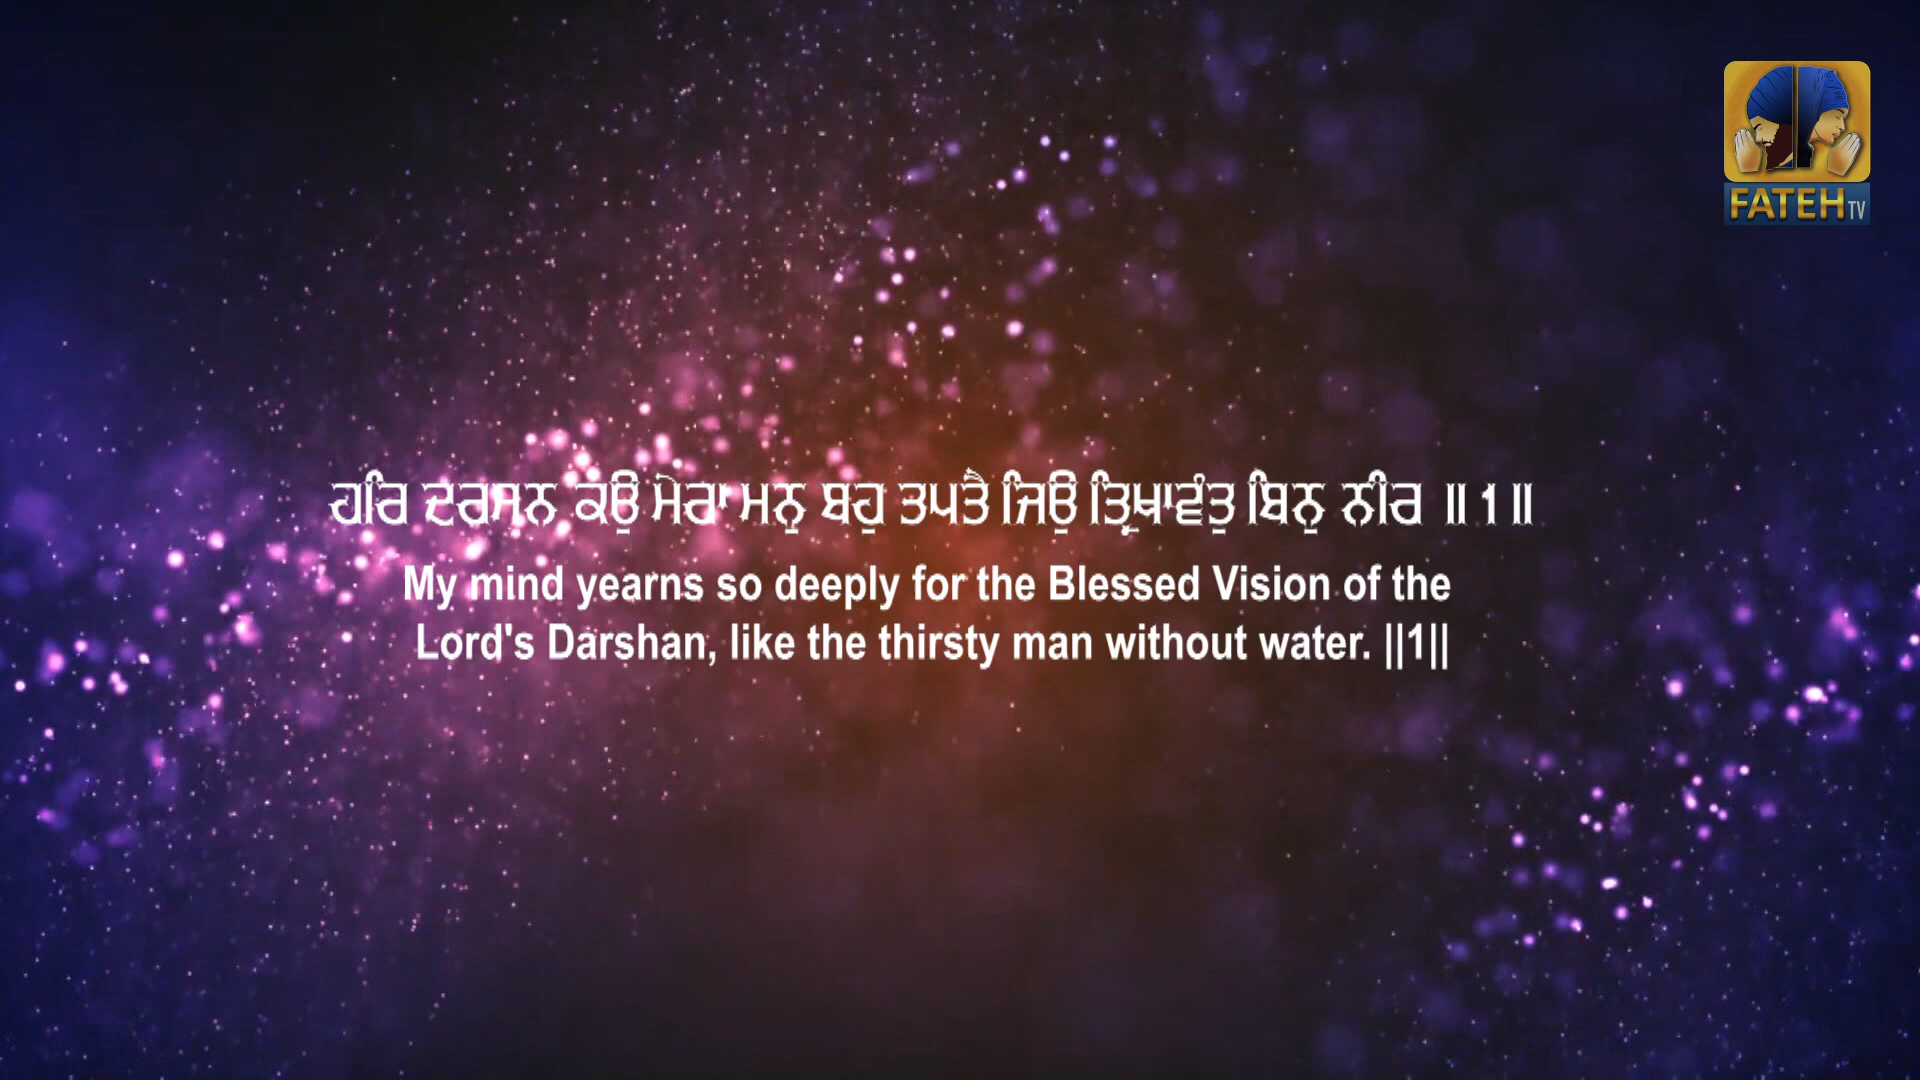 FATEH TV
ਹਰਿ ਦਰਸਨ ਕਉ ਮੇਰਾ ਮਨੁ ਬਹੁ ਤਪਤੈ ਜਿਉ ਤ੍ਰਿਖਾਵੰਤੁ ਬਿਨੁ ਨੀਰ ॥1॥
My mind yearns so deeply for the Blessed Vision of the
Lord's Darshan, like the thirsty man without water. ||1||